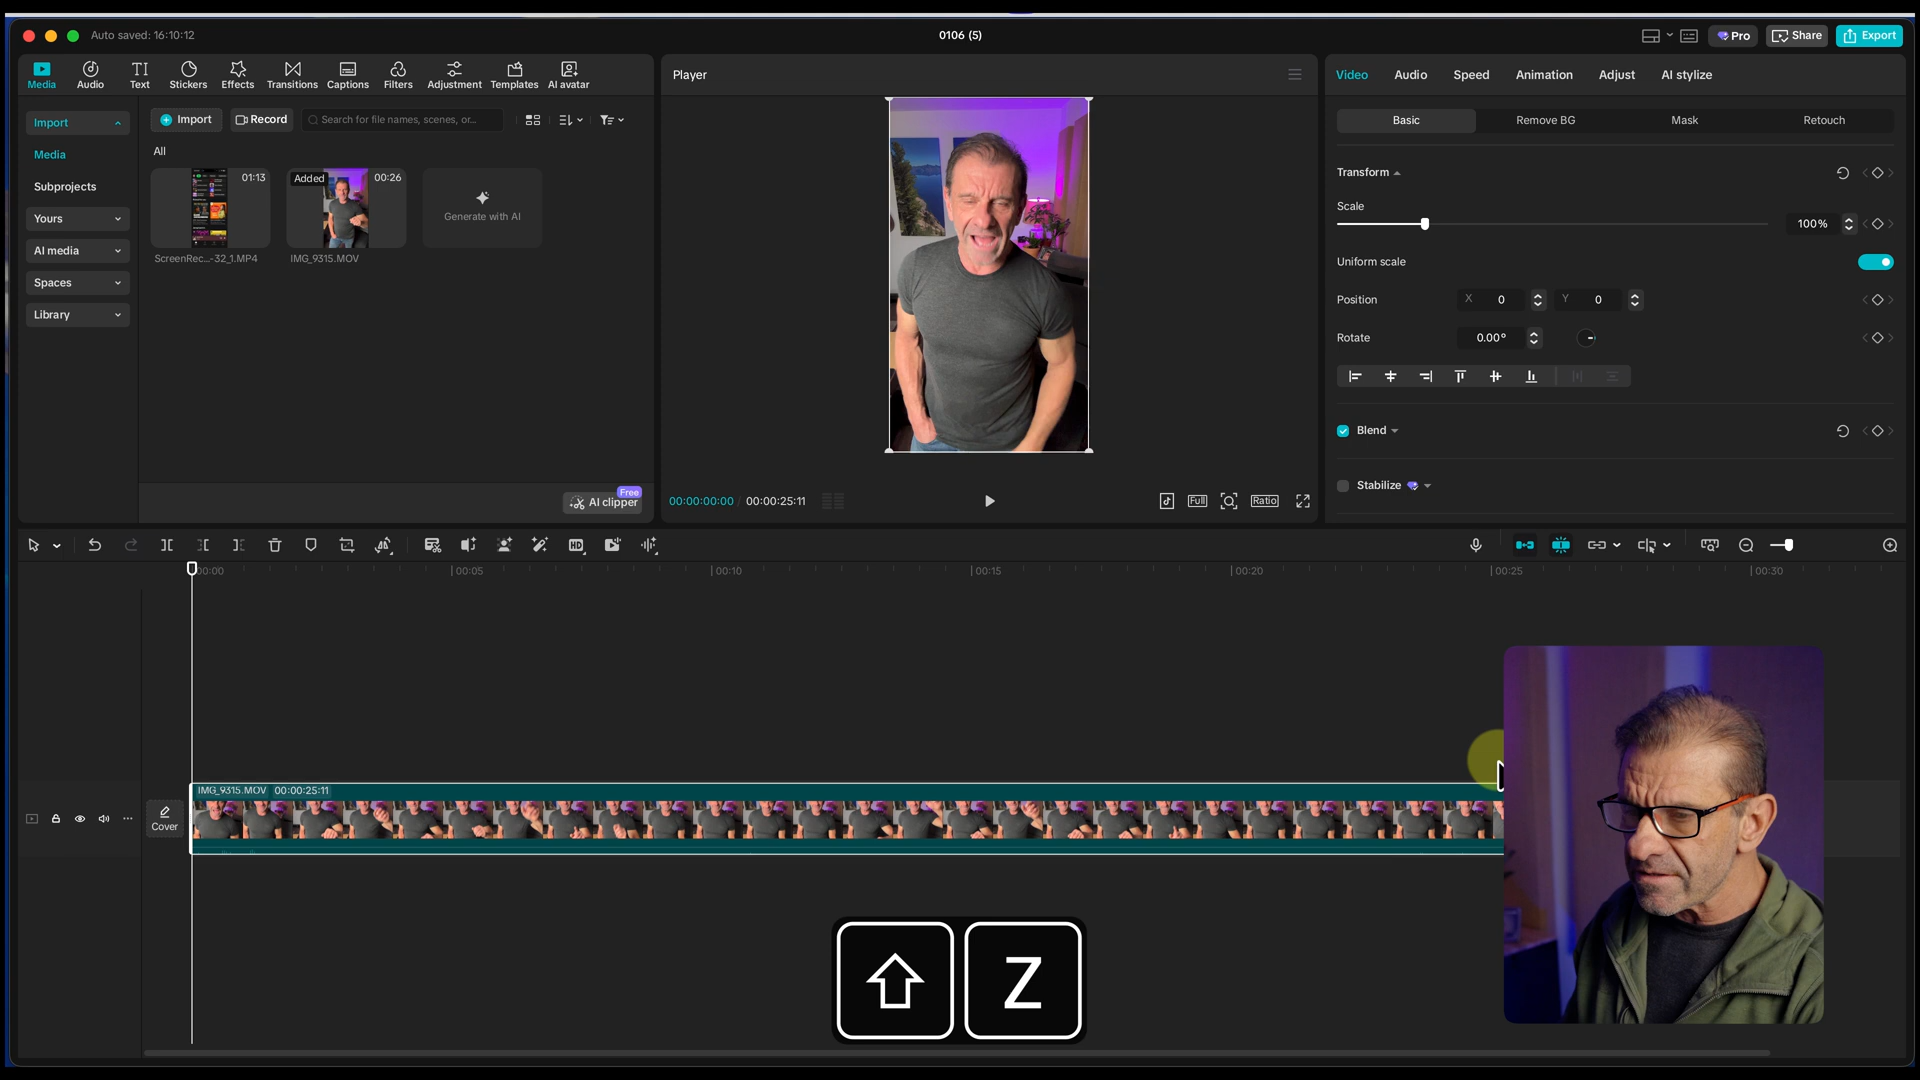 Auto saved: 16:10:12
0106 (5)
Pro
Share
Export
Media
Audio
Text
Stickers
Effects
Transitions
Captions
Filters
Adjustment
Templates
AI avatar
Import
Media
Subprojects
Yours
AI media
Spaces
Library
Import
Record
Search for file names, scenes, or...
All
01:13
ScreenRec...-32_1.MP4
Added
00:26
IMG_9315.MOV
Generate with AI
Free
AI clipper
Player
00:00:00:00 / 00:00:25:11
Full
Ratio
Video
Audio
Speed
Animation
Adjust
AI stylize
Basic
Remove BG
Mask
Retouch
Transform
Scale
100%
Uniform scale
Position
X 0
Y 0
Rotate
0.00°
Blend
Stabilize
HD
00:00
00:05
00:10
00:15
00:20
00:25
00:30
Cover
IMG_9315.MOV 00:00:25:11
Z